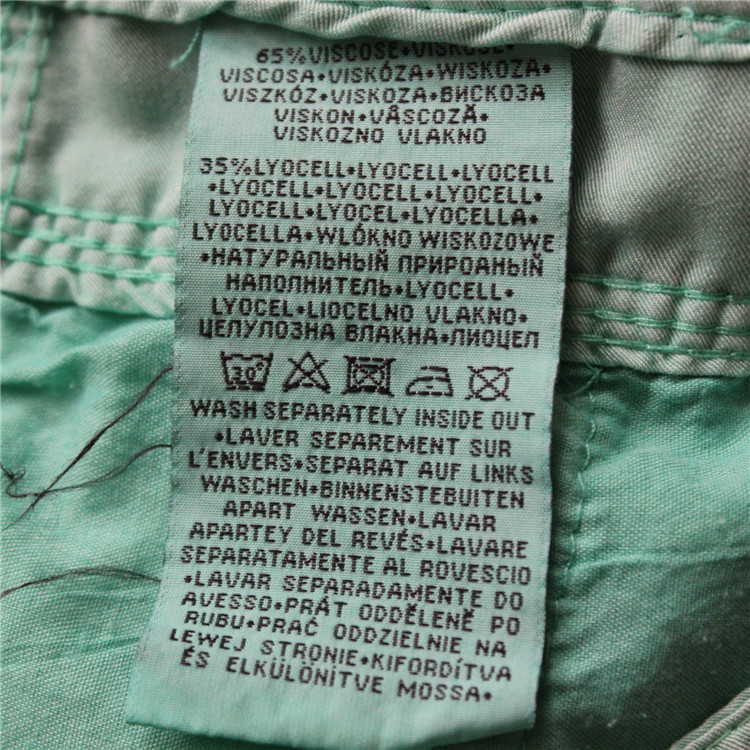 65%VISCOSE•VISKOSE•
VISCOSA•VISKÓZA•WISKOZA•
VISZKÓZ•VISKOZA•ВИСКОЗА
VISKON•VÂSCOZĂ•
VISKOZNO VLAKNO
35%LYOCELL•LYOCELL•LYOCELL
•LYOCELL•LYOCELL•LYOCELL•
LYOCELL•LYOCEL•LYOCELLA•
LYOCELLA•WLÓKNO WISKOZOWE
•НАТУРАЛЬНЫЙ ПРИРОАНЫЙ
НАПОЛНИТЕЛЬ•LYOCELL•
LYOCEL•LIOCELNO VLAKNO•
ЦЕЛУЛОЗНА ВЛАКНА•ЛИОЦЕЛ
30°
WASH SEPARATELY INSIDE OUT
•LAVER SEPAREMENT SUR
L'ENVERS•SEPARAT AUF LINKS
WASCHEN•BINNENSTEBUITEN
APART WASSEN•LAVAR
APARTEY DEL REVÉS•LAVARE
SEPARATAMENTE AL ROVESCIO
•LAVAR SEPARADAMENTE DO
AVESSO•PRÁT ODDĚLENĚ PO
RUBU•PRAĆ ODDZIELNIE NA
LEWEJ STRONIE•KIFORDÍTVA
ÉS ELKÜLÖNÍTVE MOSSA•